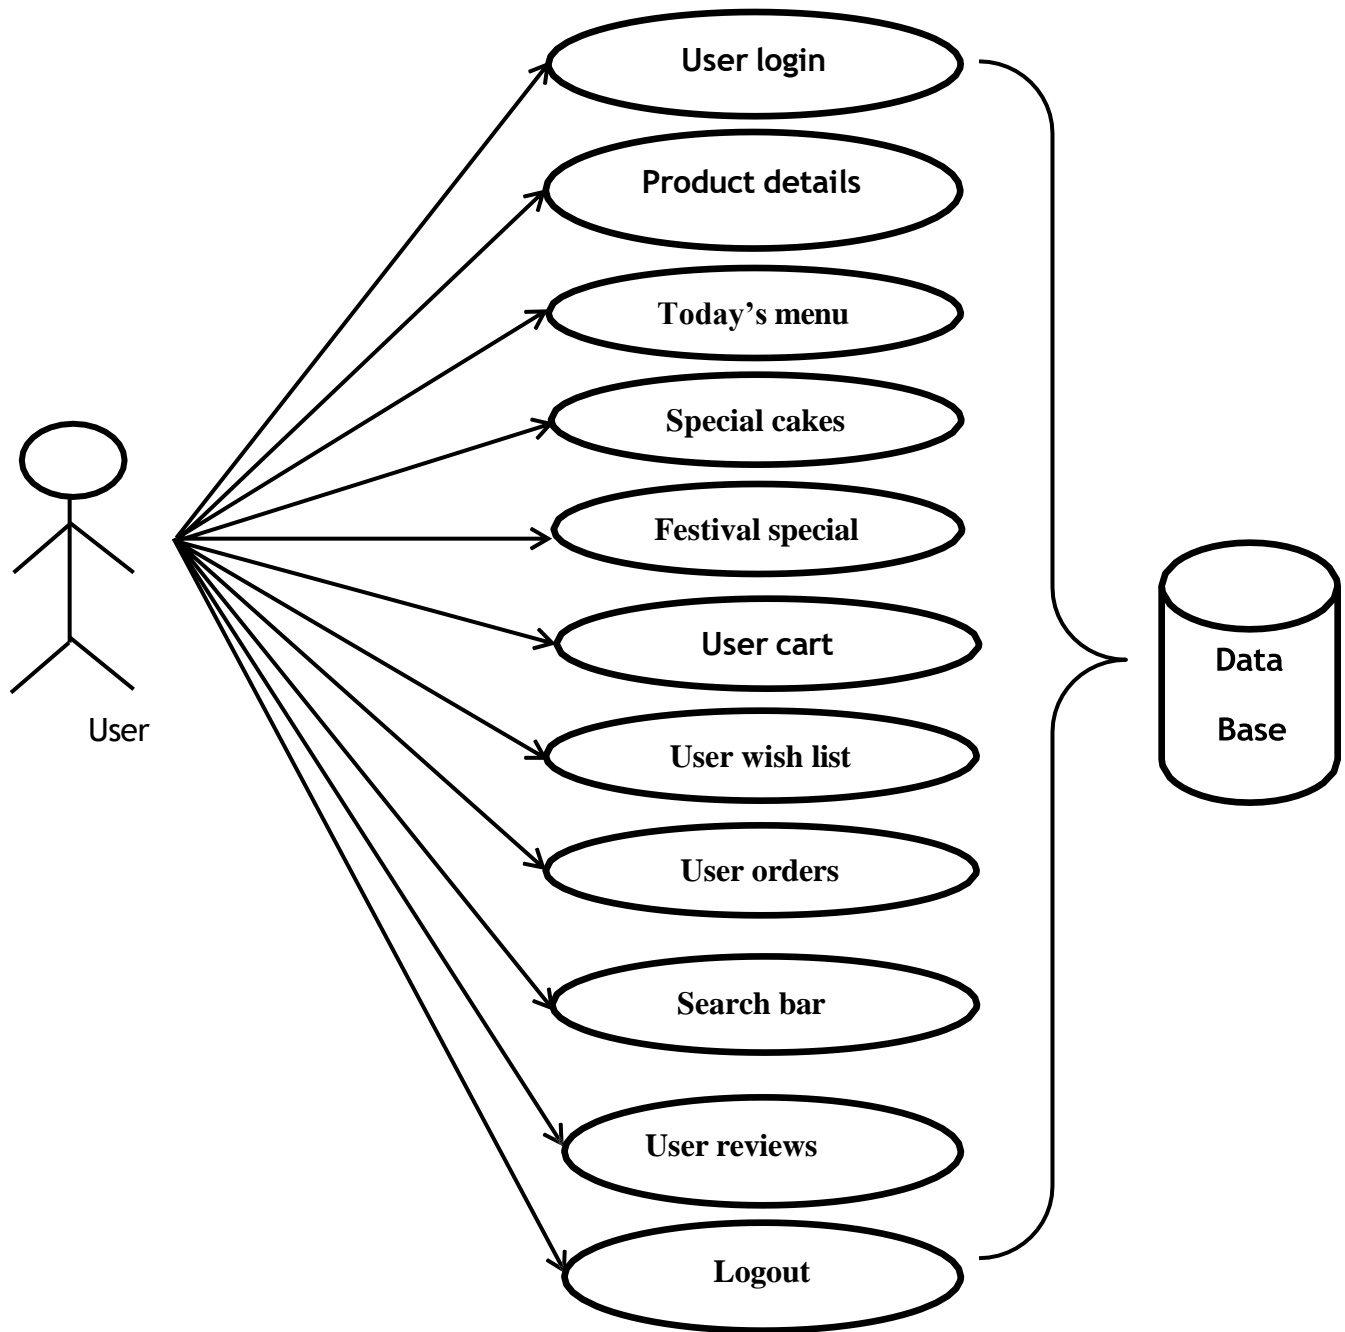 User login
Product details
Today’s menu
Special cakes
Festival special
User cart
User wish list
User orders
Search bar
User reviews
Logout
User
Data
Base